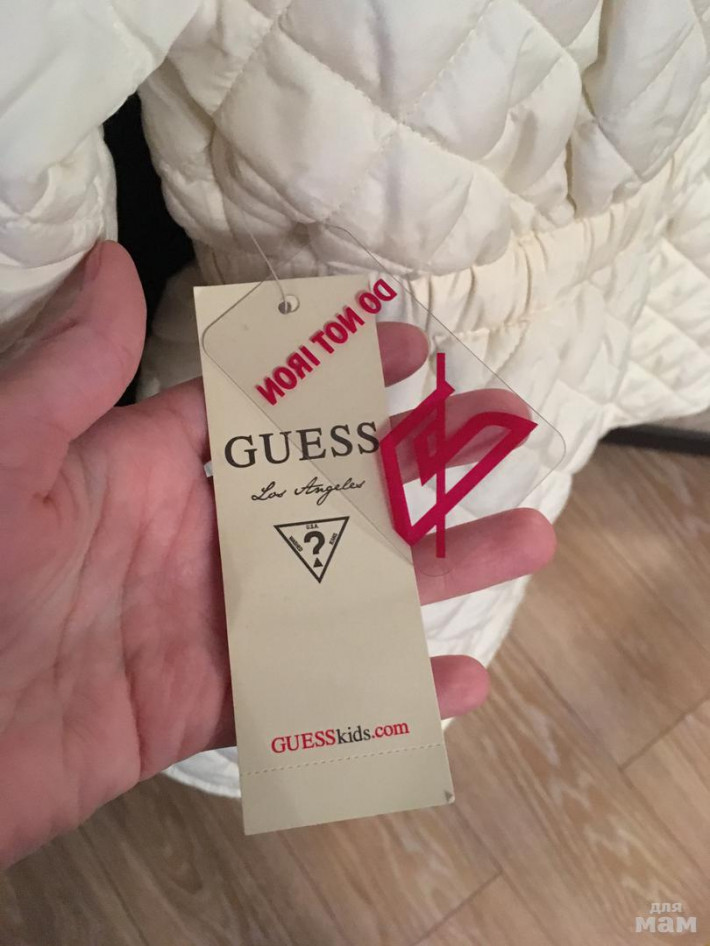 DO NOT IRON
GUESS
Los Angeles
U.S.A.
?
GUESSkids.com
для
мам